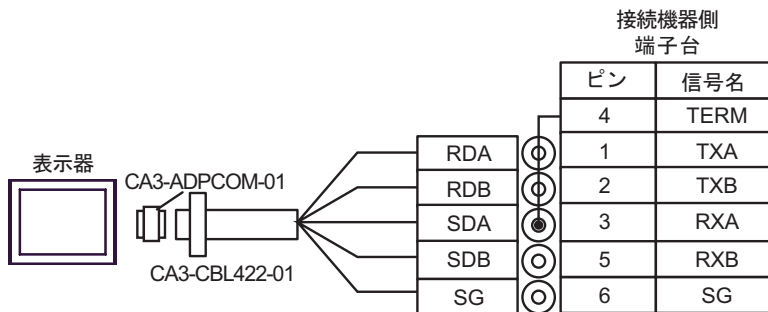 接続機器側
端子台
ピン 信号名
4 TERM
RDA 1 TXA
RDB 2 TXB
SDA 3 RXA
SDB 5 RXB
SG 6 SG
表示器
CA3-ADPCOM-01
CA3-CBL422-01